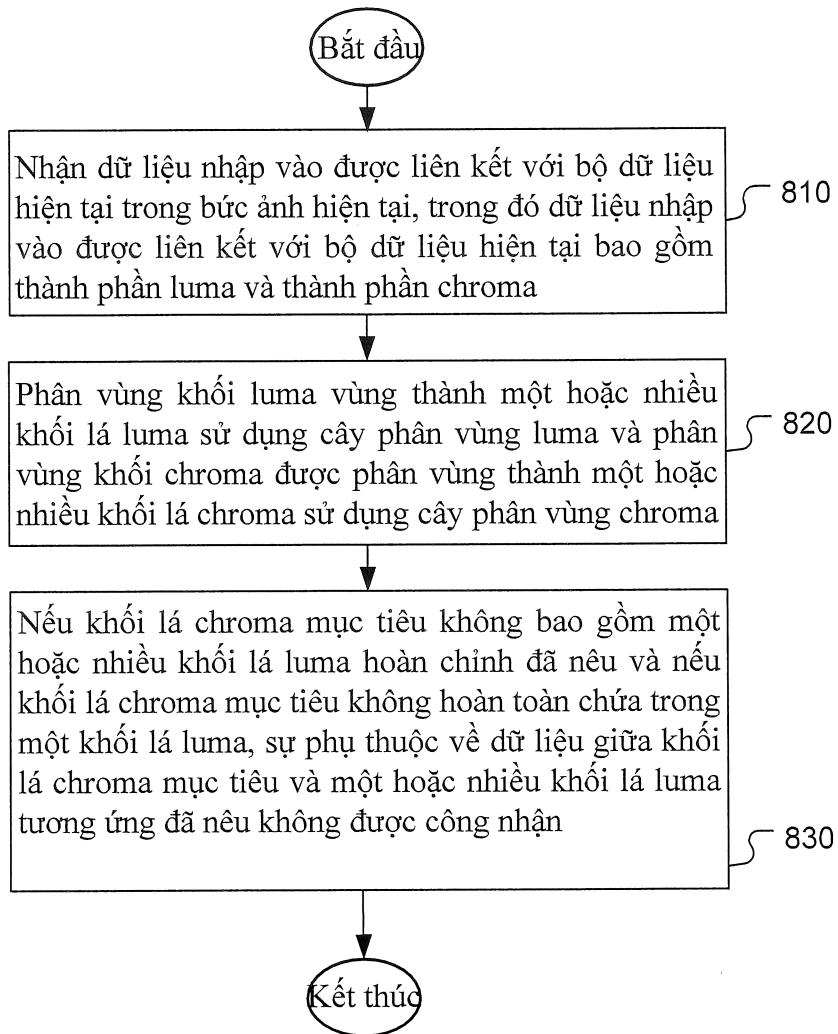 Bắt đầu
Nhận dữ liệu nhập vào được liên kết với bộ dữ liệu
hiện tại trong bức ảnh hiện tại, trong đó dữ liệu nhập
vào được liên kết với bộ dữ liệu hiện tại bao gồm
thành phần luma và thành phần chroma
810
Phân vùng khối luma vùng thành một hoặc nhiều
khối lá luma sử dụng cây phân vùng luma và phân
vùng khối chroma được phân vùng thành một hoặc
nhiều khối lá chroma sử dụng cây phân vùng chroma
820
Nếu khối lá chroma mục tiêu không bao gồm một
hoặc nhiều khối lá luma hoàn chỉnh đã nêu và nếu
khối lá chroma mục tiêu không hoàn toàn chứa trong
một khối lá luma, sự phụ thuộc về dữ liệu giữa khối
lá chroma mục tiêu và một hoặc nhiều khối lá luma
tương ứng đã nêu không được công nhận
830
Kết thúc